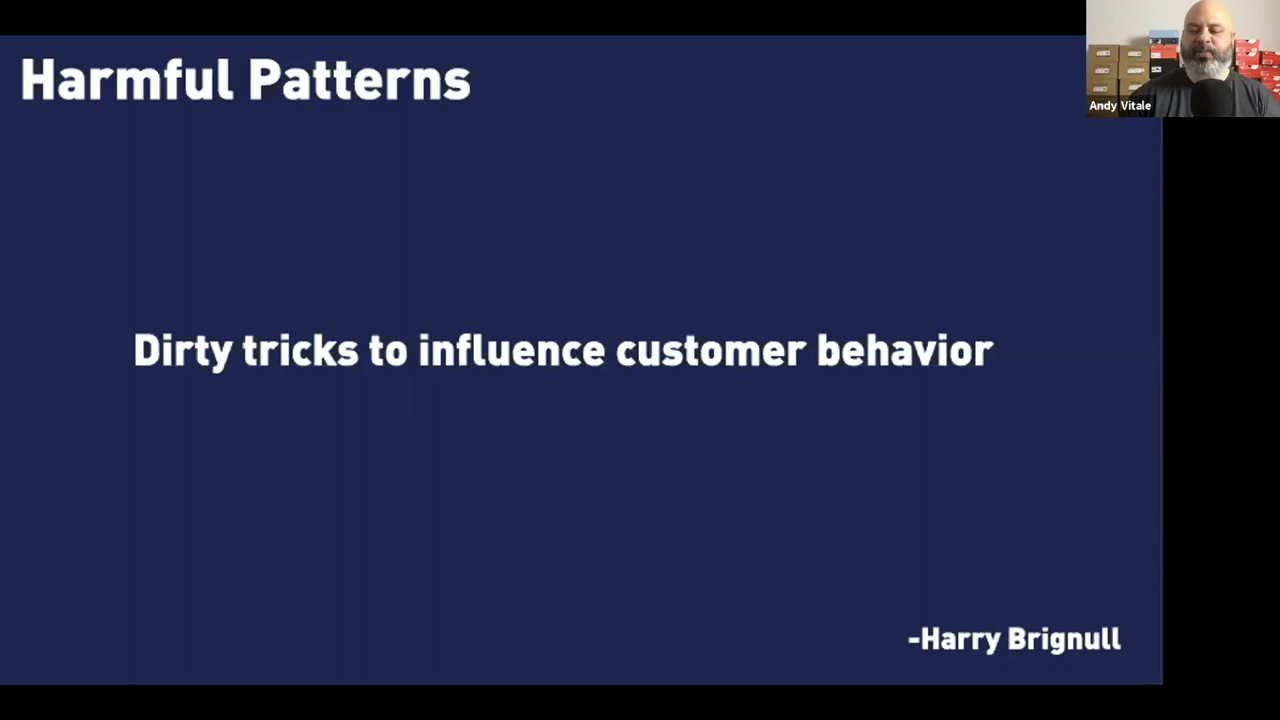 Harmful Patterns
Andy Vitale
Dirty tricks to influence customer behavior
-Harry Brignull